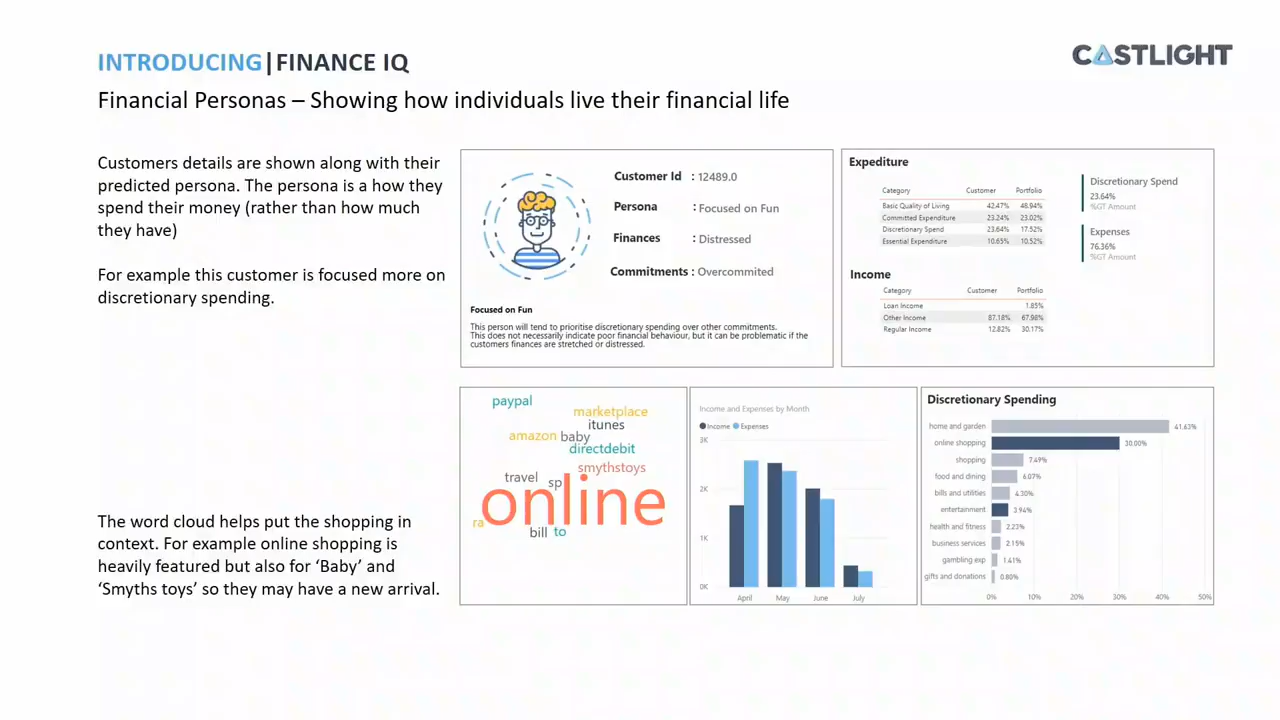 INTRODUCING|FINANCE IQ
CASTLIGHT
Financial Personas – Showing how individuals live their financial life
Customers details are shown along with their
predicted persona. The persona is a how they
spend their money (rather than how much
they have)
For example this customer is focused more on
discretionary spending.
The word cloud helps put the shopping in
context. For example online shopping is
heavily featured but also for ‘Baby’ and
‘Smyths toys’ so they may have a new arrival.
Customer Id : 12489.0
Persona : Focused on Fun
Finances : Distressed
Commitments : Overcommited
Focused on Fun
This person will tend to prioritise discretionary spending over other commitments.
This does not necessarily indicate poor financial behaviour, but it can be problematic if the
customers finances are stretched or distressed.
Expediture
Category Customer Portfolio
Basic Quality of Living 42.47% 48.94%
Committed Expenditure 23.24% 23.02%
Discretionary Spend 23.64% 17.52%
Essential Expenditure 10.65% 10.52%
Discretionary Spend
23.64%
%GT Amount
Expenses
76.36%
%GT Amount
Income
Category Customer Portfolio
Loan Income 1.85%
Other Income 87.18% 67.98%
Regular Income 12.82% 30.17%
paypal
marketplace
itunes
amazon baby
directdebit
smythstoys
travel sp
online
ra
bill to
Income and Expenses by Month
Income Expenses
3K
2K
1K
0K
April May June July
Discretionary Spending
home and garden 41.63%
online shopping 30.00%
shopping 7.49%
food and dining 6.07%
bills and utilities 4.30%
entertainment 3.94%
health and fitness 2.23%
business services 2.15%
gambling exp 1.41%
gifts and donations 0.80%
0% 10% 20% 30% 40% 50%